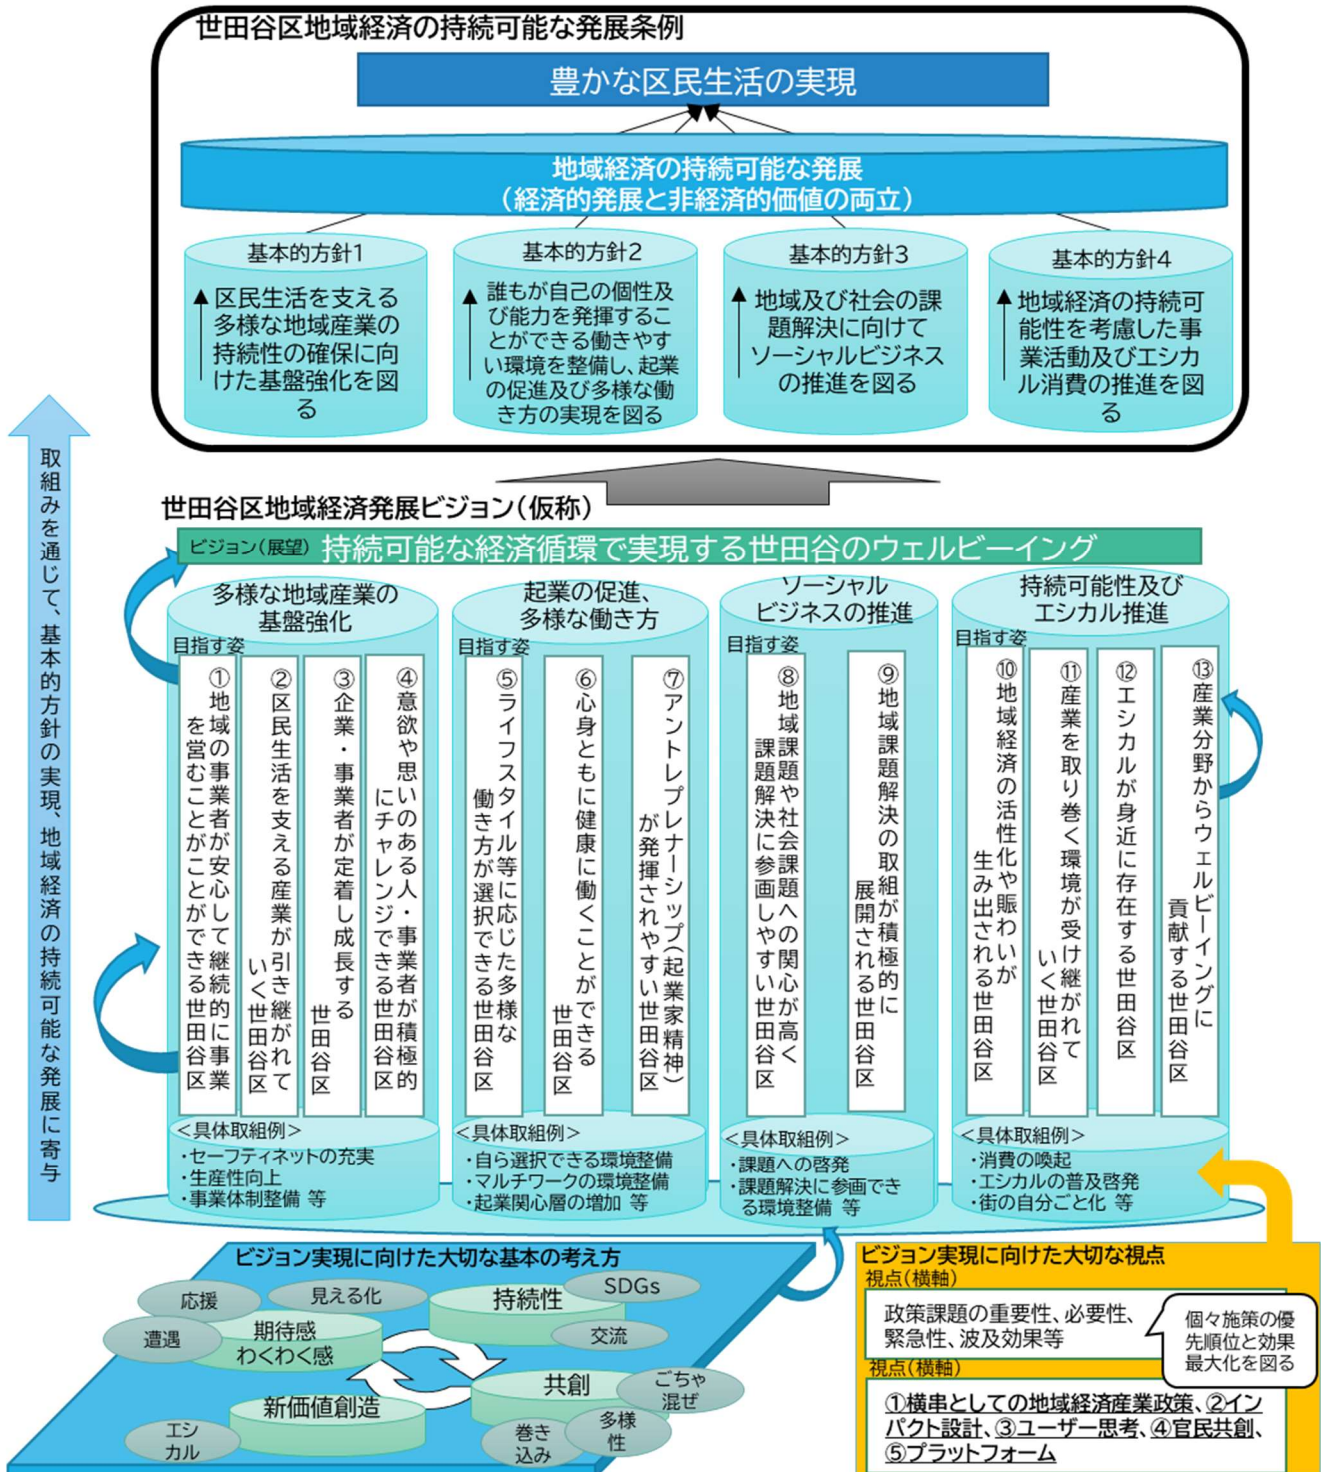 世田谷区地域経済の持続可能な発展条例
豊かな区民生活の実現
地域経済の持続可能な発展
（経済的発展と非経済的価値の両立）
基本的方針1
区民生活を支える
多様な地域産業の
持続性の確保に向
けた基盤強化を図
る
基本的方針2
誰もが自己の個性及
び能力を発揮するこ
とができる働きやす
い環境を整備し、起業
の促進及び多様な働
き方の実現を図る
基本的方針3
地域及び社会の課
題解決に向けて
ソーシャルビジネス
の推進を図る
基本的方針4
地域経済の持続可
能性を考慮した事
業活動及びエシカ
ル消費の推進を図
る
取組みを通じて、基本的方針の実現、地域経済の持続可能な発展に寄与
世田谷区地域経済発展ビジョン（仮称）
ビジョン（展望） 持続可能な経済循環で実現する世田谷のウェルビーイング
多様な地域産業の
基盤強化
目指す姿
①地域の事業者が安心して継続的に事業
を営むことがことができる世田谷区
②区民生活を支える産業が引き継がれて
いく世田谷区
③企業・事業者が定着し成長する
世田谷区
④意欲や思いのある人・事業者が積極的
にチャレンジできる世田谷区
＜具体取組例＞
・セーフティネットの充実
・生産性向上
・事業体制整備 等
起業の促進、
多様な働き方
目指す姿
⑤ライフスタイル等に応じた多様な
働き方が選択できる世田谷区
⑥心身ともに健康に働くことができる
世田谷区
⑦アントレプレナーシップ（起業家精神）
が発揮されやすい世田谷区
＜具体取組例＞
・自ら選択できる環境整備
・マルチワークの環境整備
・起業関心層の増加 等
ソーシャル
ビジネスの推進
目指す姿
⑧地域課題や社会課題への関心が高く
課題解決に参画しやすい世田谷区
⑨地域課題解決の取組が積極的に
展開される世田谷区
＜具体取組例＞
・課題への啓発
・課題解決に参画でき
る環境整備 等
持続可能性及び
エシカル推進
目指す姿
⑩地域経済の活性化や賑わいが
生み出される世田谷区
⑪産業を取り巻く環境が受け継がれて
いく世田谷区
⑫エシカルが身近に存在する世田谷区
⑬産業分野からウェルビーイングに
貢献する世田谷区
＜具体取組例＞
・消費の喚起
・エシカルの普及啓発
・街の自分ごと化 等
ビジョン実現に向けた大切な基本の考え方
応援
見える化
遭遇
期待感
わくわく感
持続性
SDGs
交流
新価値創造
エシ
カル
共創
ごちゃ
混ぜ
多様
性
巻き
込み
ビジョン実現に向けた大切な視点
視点（横軸）
政策課題の重要性、必要性、
緊急性、波及効果等
個々施策の優
先順位と効果
最大化を図る
視点（横軸）
①横串としての地域経済産業政策、②イン
パクト設計、③ユーザー思考、④官民共創、
⑤プラットフォーム